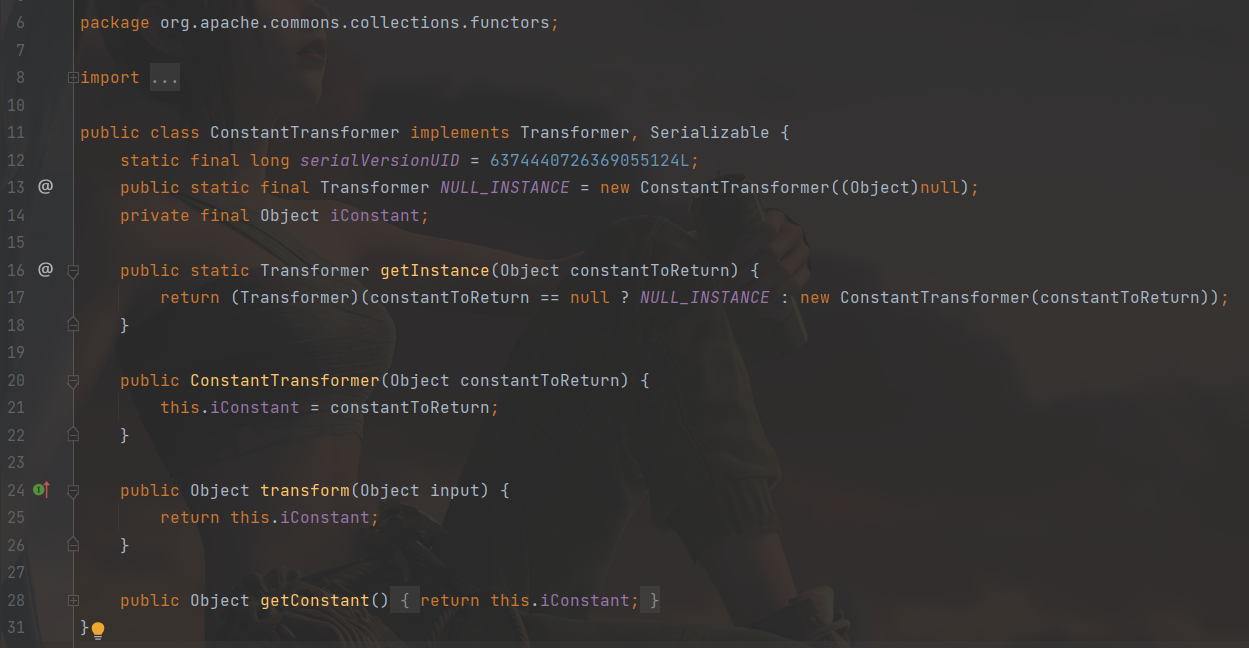 6 package org.apache.commons.collections.functors;
7
8 import ...
10
11 public class ConstantTransformer implements Transformer, Serializable {
12     static final long serialVersionUID = 6374440726369055124L;
13 @     public static final Transformer NULL_INSTANCE = new ConstantTransformer((Object)null);
14     private final Object iConstant;
15
16 @     public static Transformer getInstance(Object constantToReturn) {
17         return (Transformer)(constantToReturn == null ? NULL_INSTANCE : new ConstantTransformer(constantToReturn));
18     }
19
20     public ConstantTransformer(Object constantToReturn) {
21         this.iConstant = constantToReturn;
22     }
23
24     public Object transform(Object input) {
25         return this.iConstant;
26     }
27
28     public Object getConstant() { return this.iConstant; }
31 }